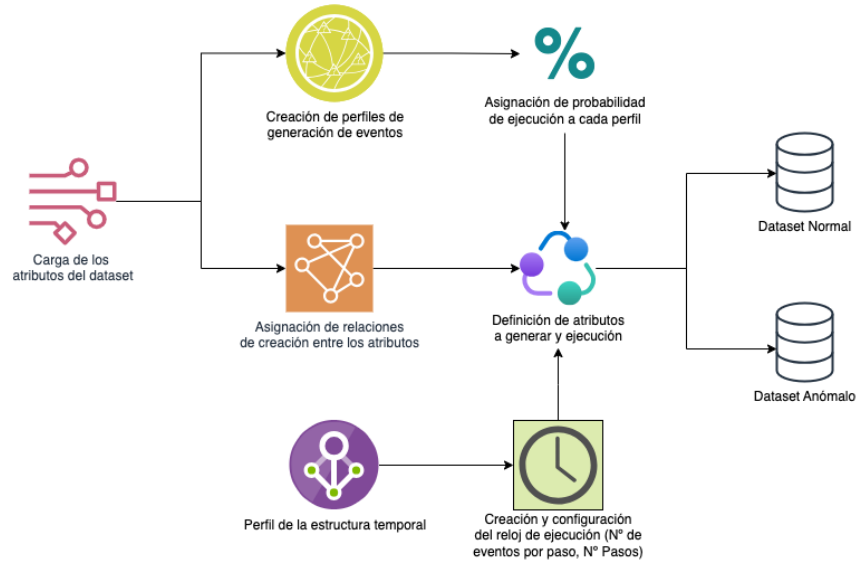 Creación de perfiles de
generación de eventos
%
Asignación de probabilidad
de ejecución a cada perfil
Carga de los
atributos del dataset
Dataset Normal
Asignación de relaciones
de creación entre los atributos
Definición de atributos
a generar y ejecución
Dataset Anómalo
Perfil de la estructura temporal
Creación y configuración
del reloj de ejecución (Nº de
eventos por paso, Nº Pasos)